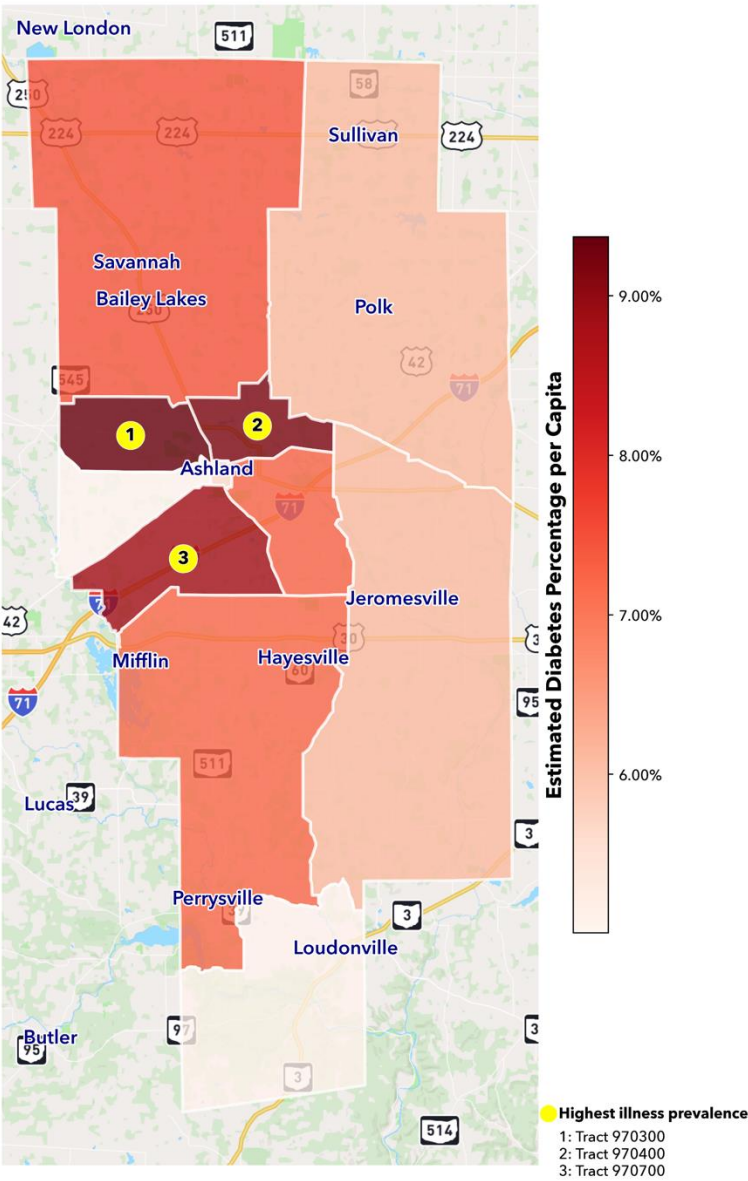 New London
511
250
58
224
224
Sullivan
224
Savannah
Bailey Lakes
Polk
42
545
71
1
2
Ashland
71
3
Jeromesville
42
30
Mifflin
Hayesville
60
71
95
511
Lucas
39
3
Perrysville
39
3
Loudonville
97
Butler
95
3
514
9.00%
8.00%
7.00%
6.00%
Estimated Diabetes Percentage per Capita
Highest illness prevalence
1: Tract 970300
2: Tract 970400
3: Tract 970700